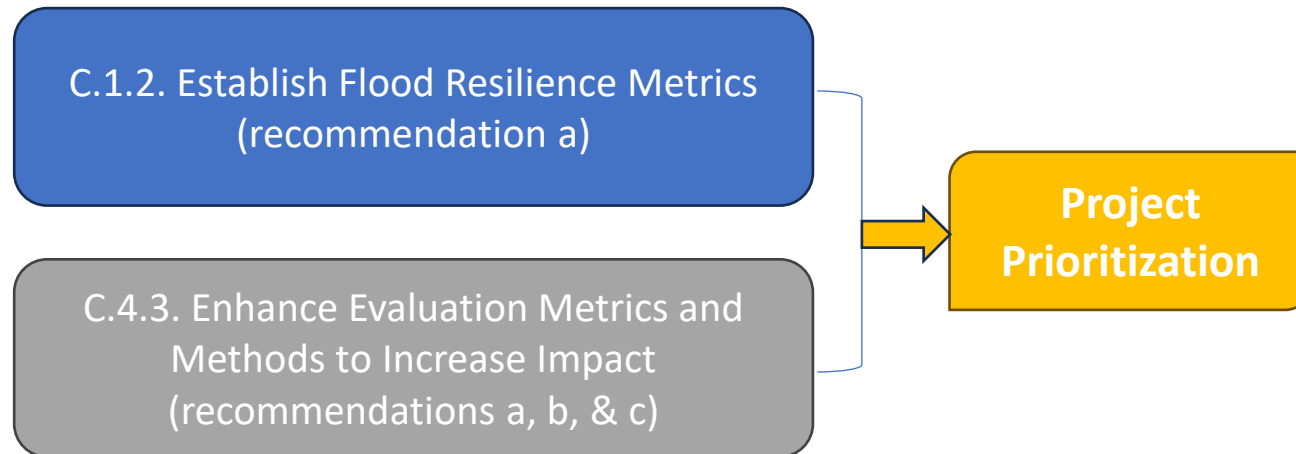 C.1.2. Establish Flood Resilience Metrics
(recommendation a)
C.4.3. Enhance Evaluation Metrics and
Methods to Increase Impact
(recommendations a, b, & c)
Project
Prioritization